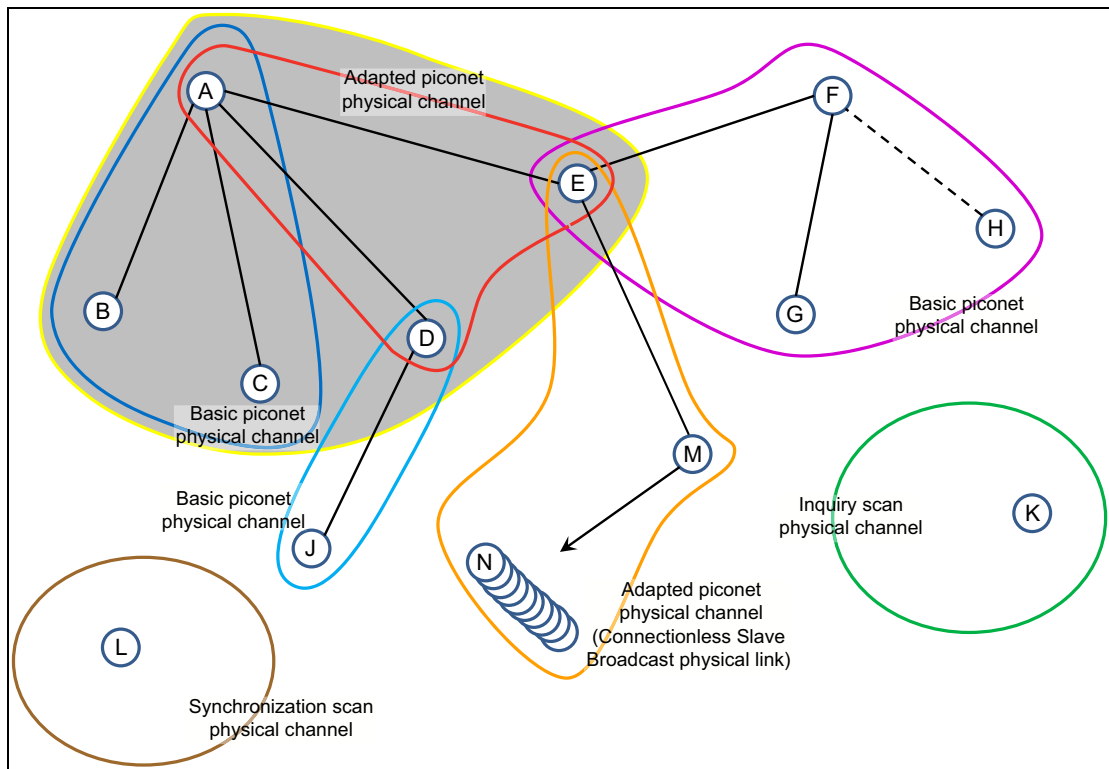 A
Adapted piconet
physical channel
F
E
H
B
G
D
Basic piconet
physical channel
C
Basic piconet
physical channel
M
Basic piconet
physical channel
J
Inquiry scan
physical channel
K
N
Adapted piconet
physical channel
(Connectionless Slave
Broadcast physical link)
L
Synchronization scan
physical channel